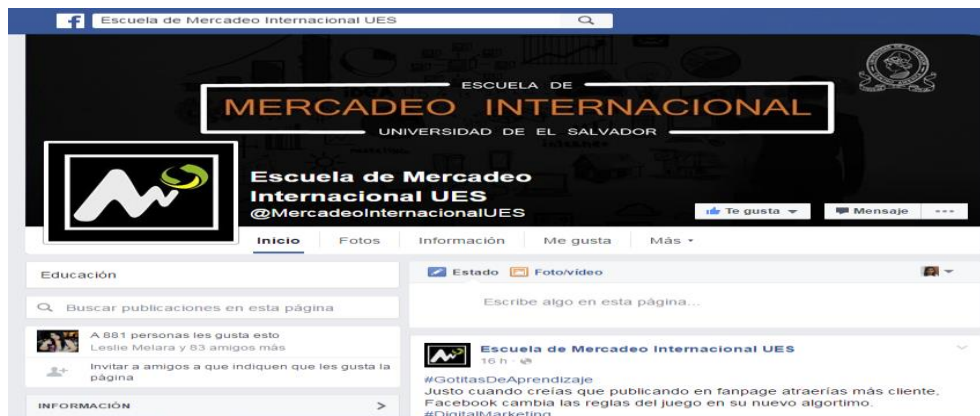 Escuela de Mercadeo Internacional UES
ESCUELA DE
MERCADEO INTERNACIONAL
UNIVERSIDAD DE EL SALVADOR
Escuela de Mercadeo
Internacional UES
@MercadeoInternacionalUES
Te gusta
Mensaje
Inicio
Fotos
Información
Me gusta
Más
Educación
Buscar publicaciones en esta página
A 881 personas les gusta esto
Leslie Melara y 83 amigos más
Invitar a amigos a que indiquen que les gusta la
página
INFORMACIÓN
Estado
Foto/vídeo
Escribe algo en esta página...
Escuela de Mercadeo Internacional UES
16 h
#GotitasDeAprendizaje
Justo cuando creías que publicando en fanpage atraerías más cliente,
Facebook cambia las reglas del juego en su nuevo algortimo.
#DigitalMarketing